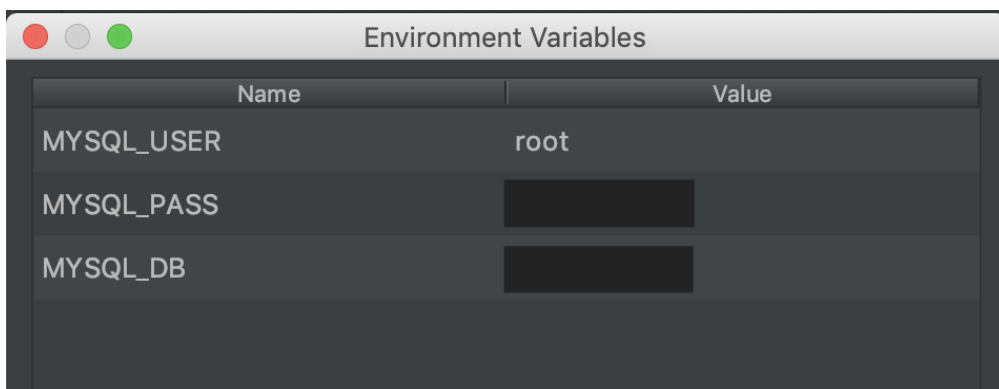 Environment Variables
Name Value
MYSQL_USER root
MYSQL_PASS
MYSQL_DB